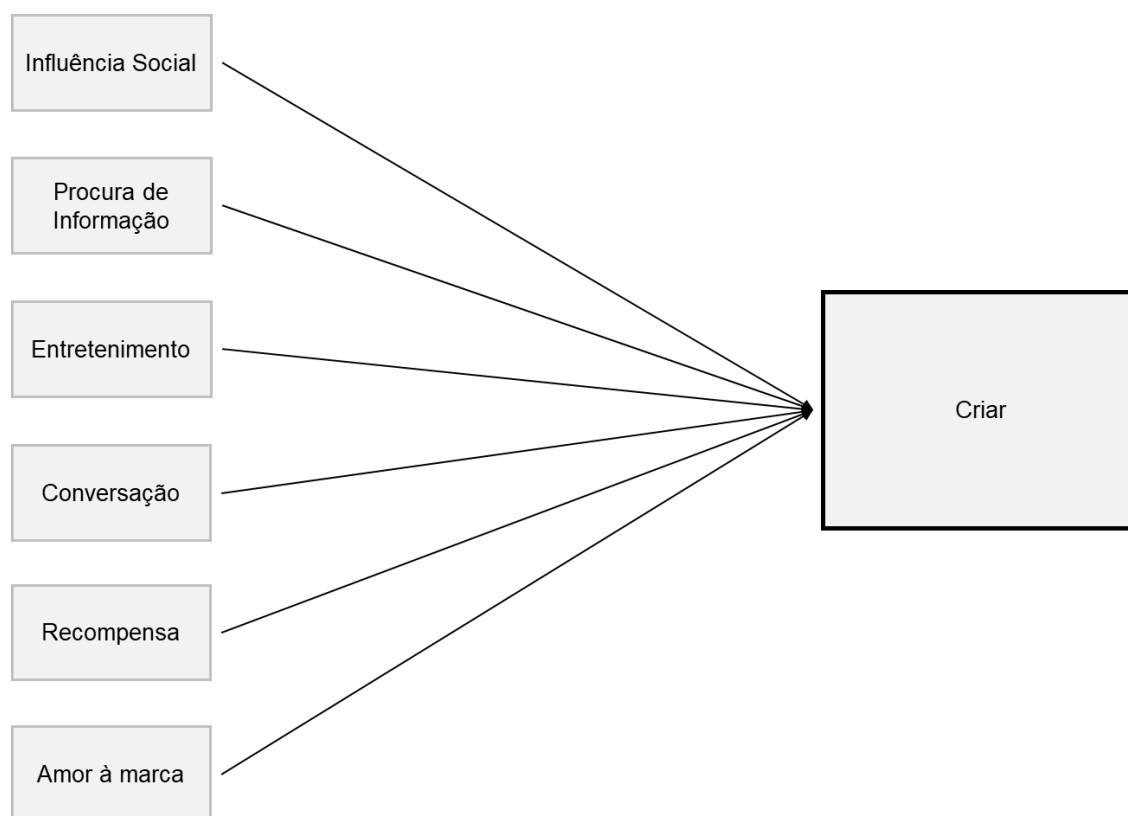 Influência Social
Procura de
Informação
Entretenimento
Criar
Conversação
Recompensa
Amor à marca